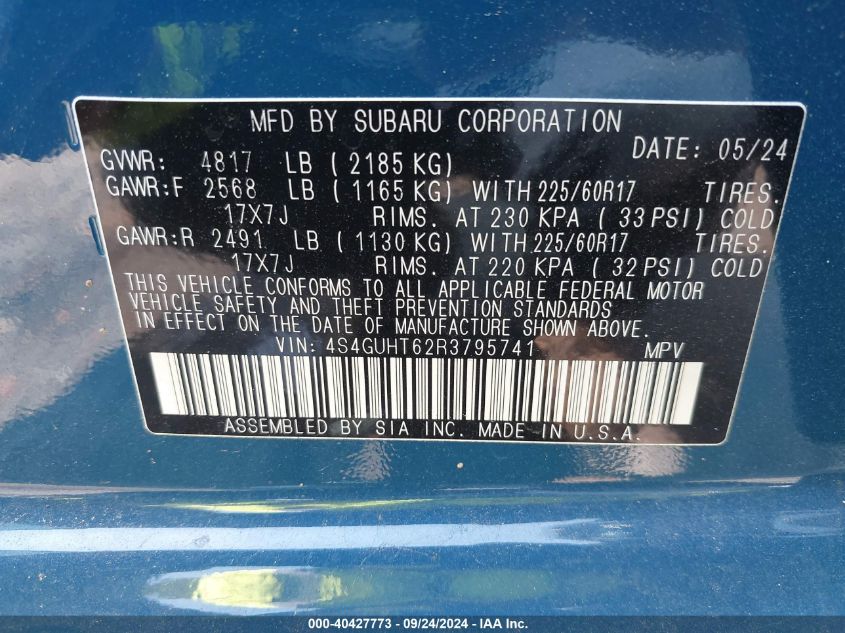 MFD BY SUBARU CORPORATION
DATE: 05/24
GVWR: 4817 LB ( 2185 KG)
GAWR:F 2568 LB ( 1165 KG) WITH 225/60R17 TIRES.
17X7J RIMS. AT 230 KPA ( 33 PSI) COLD
GAWR:R 2491 LB ( 1130 KG) WITH 225/60R17 TIRES.
17X7J RIMS. AT 220 KPA ( 32 PSI) COLD
THIS VEHICLE CONFORMS TO ALL APPLICABLE FEDERAL MOTOR
VEHICLE SAFETY AND THEFT PREVENTION STANDARDS
IN EFFECT ON THE DATE OF MANUFACTURE SHOWN ABOVE.
VIN: 4S4GUHT62R3795741 MPV
ASSEMBLED BY SIA INC. MADE IN U.S.A.
000-40427773 - 09/24/2024 - IAA Inc.